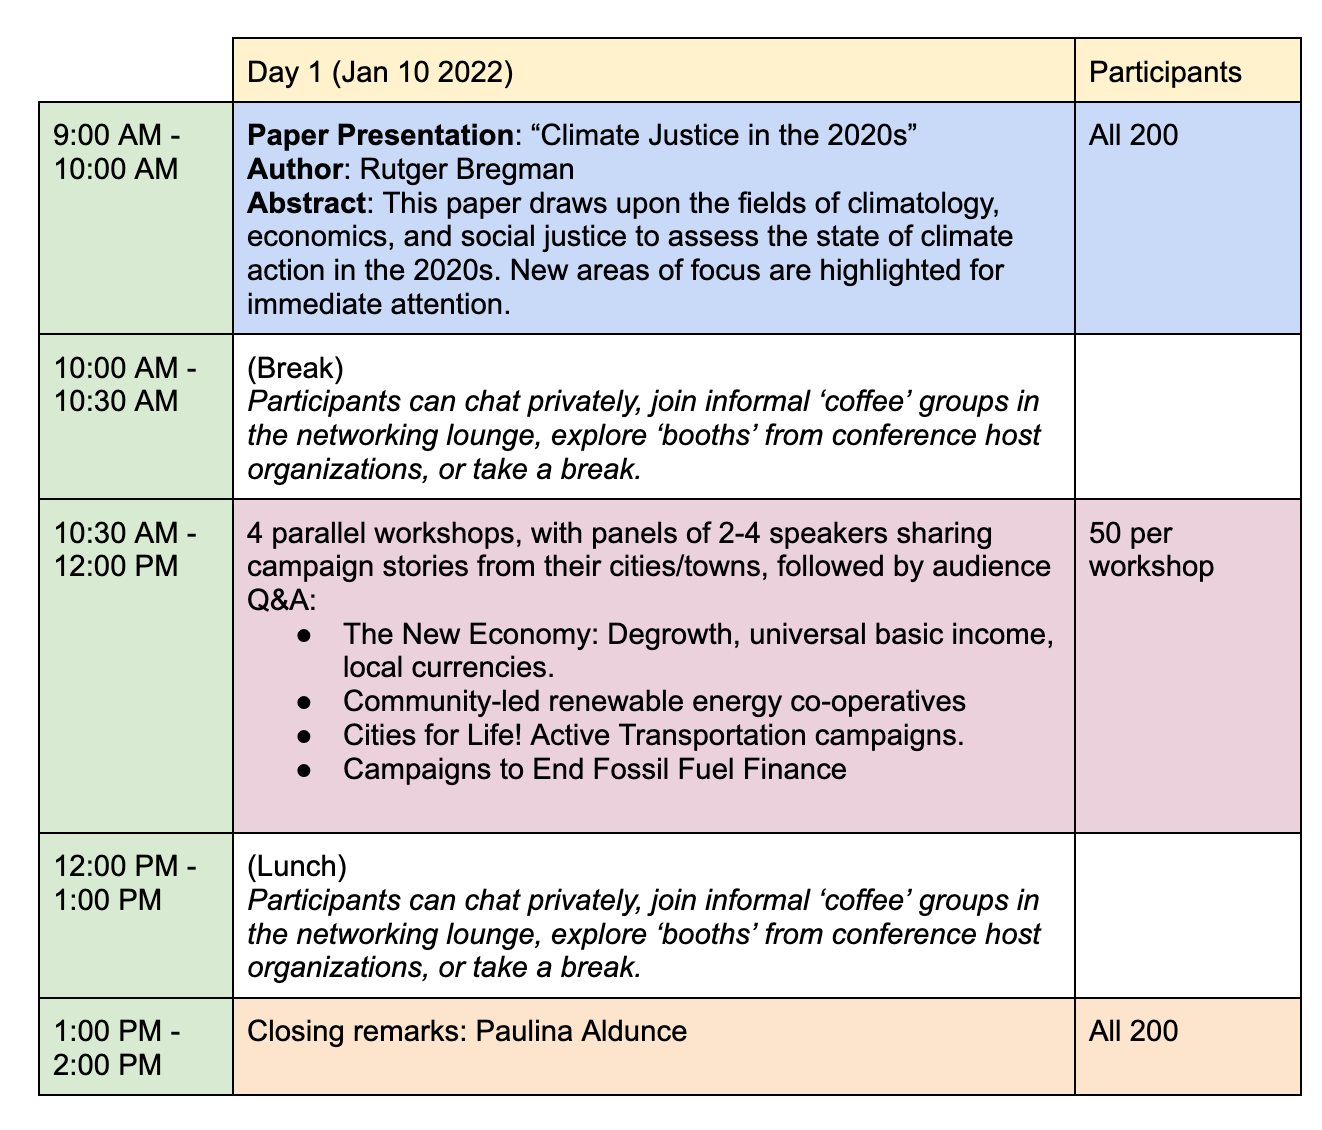 Day 1 (Jan 10 2022)
Participants
9:00 AM -
10:00 AM
Paper Presentation: “Climate Justice in the 2020s”
Author: Rutger Bregman
Abstract: This paper draws upon the fields of climatology,
economics, and social justice to assess the state of climate
action in the 2020s. New areas of focus are highlighted for
immediate attention.
All 200
10:00 AM -
10:30 AM
(Break)
Participants can chat privately, join informal ‘coffee’ groups in
the networking lounge, explore ‘booths’ from conference host
organizations, or take a break.
10:30 AM -
12:00 PM
4 parallel workshops, with panels of 2-4 speakers sharing
campaign stories from their cities/towns, followed by audience
Q&A:
● The New Economy: Degrowth, universal basic income,
local currencies.
● Community-led renewable energy co-operatives
● Cities for Life! Active Transportation campaigns.
● Campaigns to End Fossil Fuel Finance
50 per
workshop
12:00 PM -
1:00 PM
(Lunch)
Participants can chat privately, join informal ‘coffee’ groups in
the networking lounge, explore ‘booths’ from conference host
organizations, or take a break.
1:00 PM -
2:00 PM
Closing remarks: Paulina Aldunce
All 200